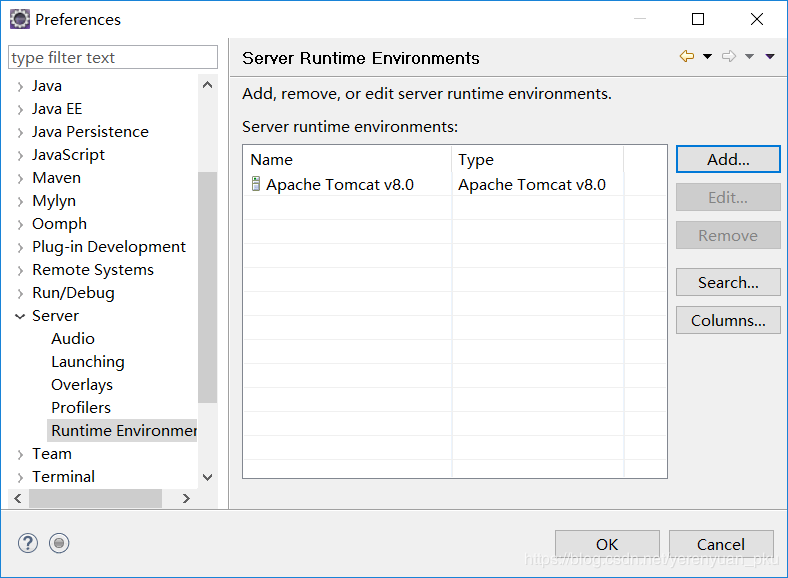 Preferences
type filter text
Java
Java EE
Java Persistence
JavaScript
Maven
Mylyn
Oomph
Plug-in Development
Remote Systems
Run/Debug
Server
Audio
Launching
Overlays
Profilers
Runtime Environmen
Team
Terminal
Server Runtime Environments
Add, remove, or edit server runtime environments.
Server runtime environments:
Name Type
Apache Tomcat v8.0 Apache Tomcat v8.0
Add...
Edit...
Remove
Search...
Columns...
OK Cancel
https://blog.csdn.net/yerenyuan_pku